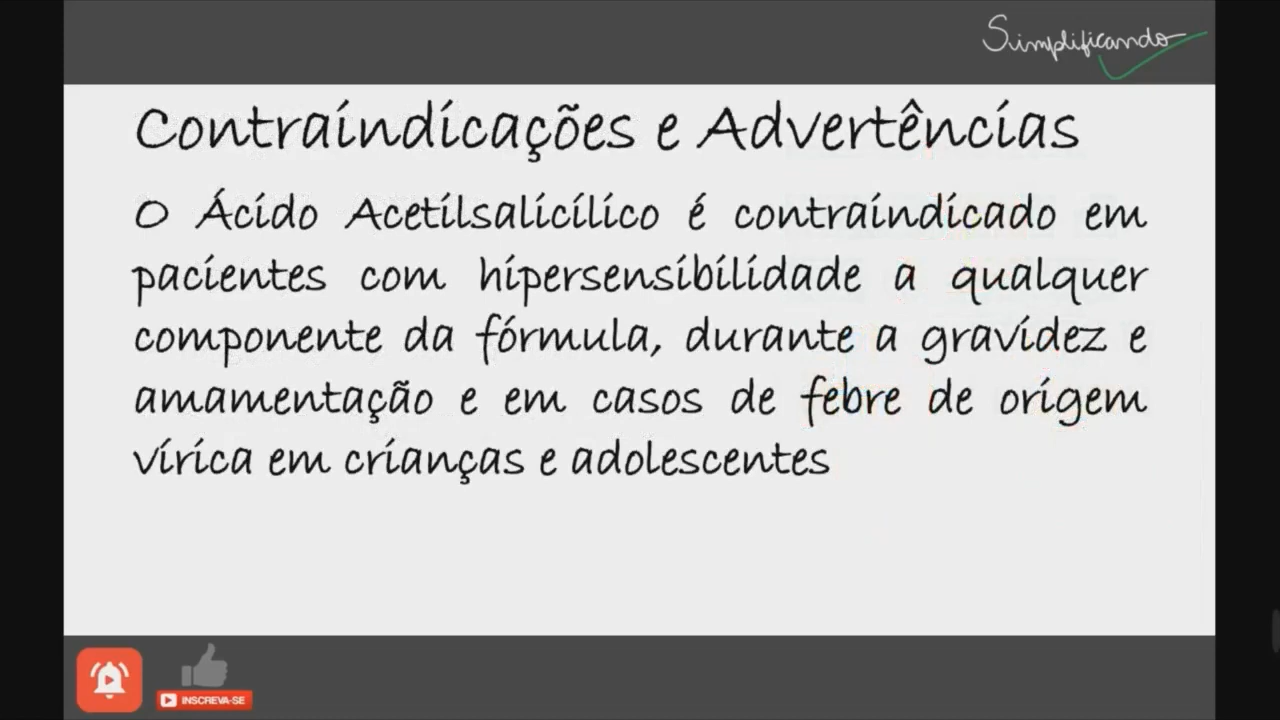 Simplificando
Contraindicações e Advertências
O Ácido Acetilsalicílico é contraindicado em
pacientes com hipersensibilidade a qualquer
componente da fórmula, durante a gravidez e
amamentação e em casos de febre de origem
vírica em crianças e adolescentes
INSCREVA-SE